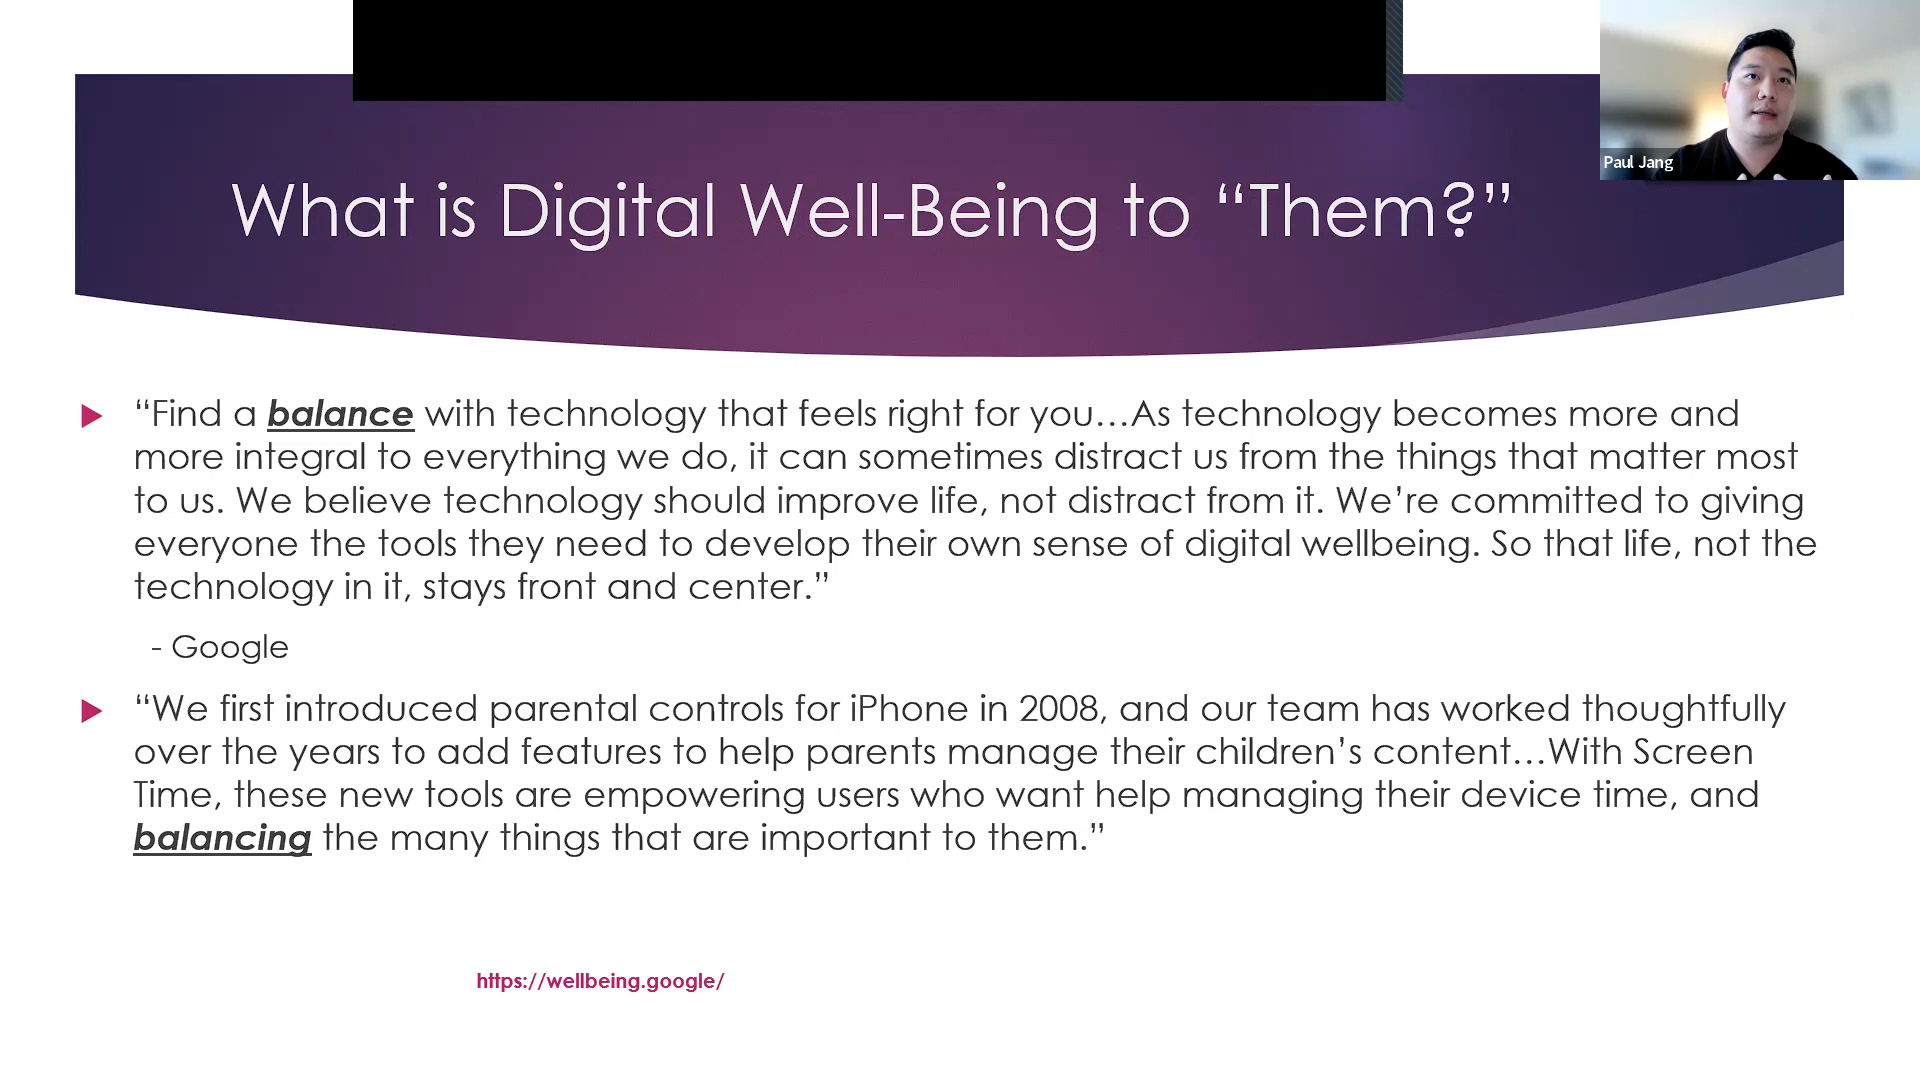 Paul Jang
What is Digital Well-Being to “Them?”
“Find a balance with technology that feels right for you…As technology becomes more and
more integral to everything we do, it can sometimes distract us from the things that matter most
to us. We believe technology should improve life, not distract from it. We’re committed to giving
everyone the tools they need to develop their own sense of digital wellbeing. So that life, not the
technology in it, stays front and center.”
- Google
“We first introduced parental controls for iPhone in 2008, and our team has worked thoughtfully
over the years to add features to help parents manage their children’s content…With Screen
Time, these new tools are empowering users who want help managing their device time, and
balancing the many things that are important to them.”
https://wellbeing.google/